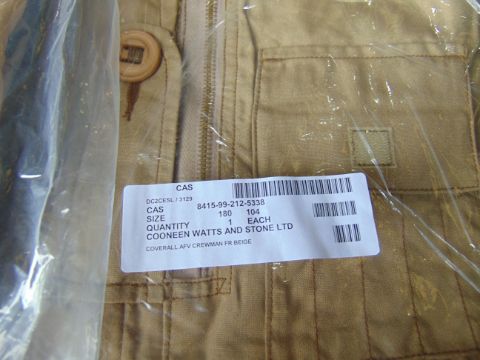 CAS
DC2CESL / 3129
CAS 8415-99-212-5338
SIZE 180 104
QUANTITY 1 EACH
COONEEN WATTS AND STONE LTD
COVERALL AFV CREWMAN FR BEIGE